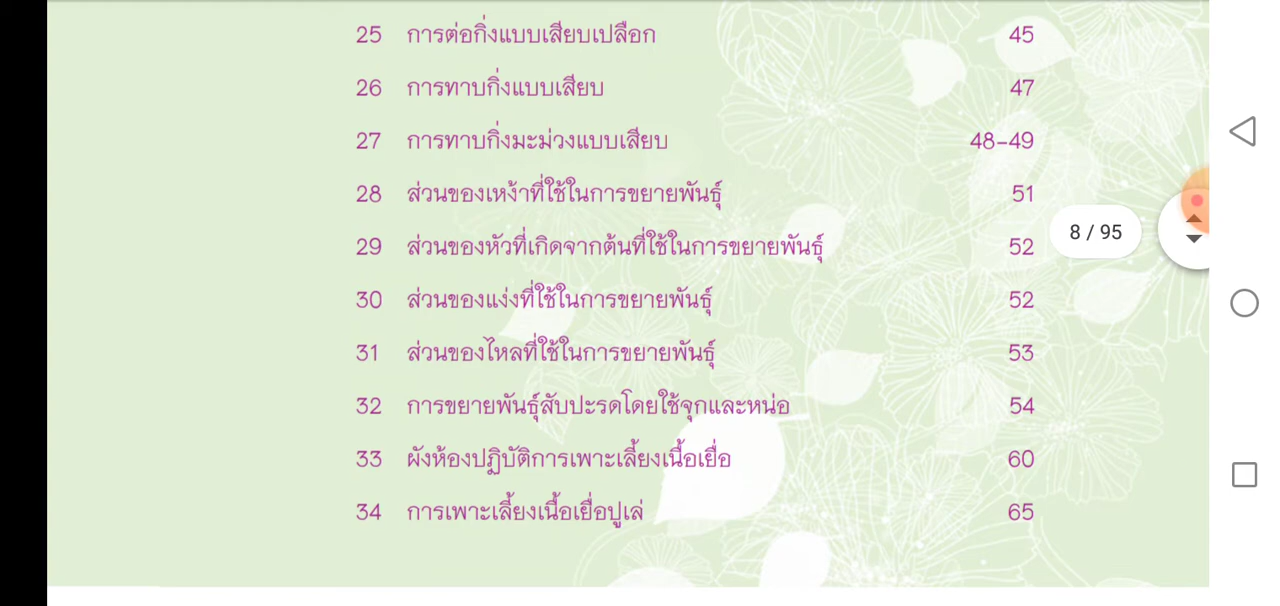 25 การต่อกิ่งแบบเสียบเปลือก 45
26 การทาบกิ่งแบบเสียบ 47
27 การทาบกิ่งมะม่วงแบบเสียบ 48-49
28 ส่วนของเหง้าที่ใช้ในการขยายพันธุ์ 51
29 ส่วนของหัวที่เกิดจากต้นที่ใช้ในการขยายพันธุ์ 52
8 / 95
30 ส่วนของแง่งที่ใช้ในการขยายพันธุ์ 52
31 ส่วนของไหลที่ใช้ในการขยายพันธุ์ 53
32 การขยายพันธุ์สับปะรดโดยใช้จุกและหน่อ 54
33 ผังห้องปฏิบัติการเพาะเลี้ยงเนื้อเยื่อ 60
34 การเพาะเลี้ยงเนื้อเยื่อปูเล่ 65